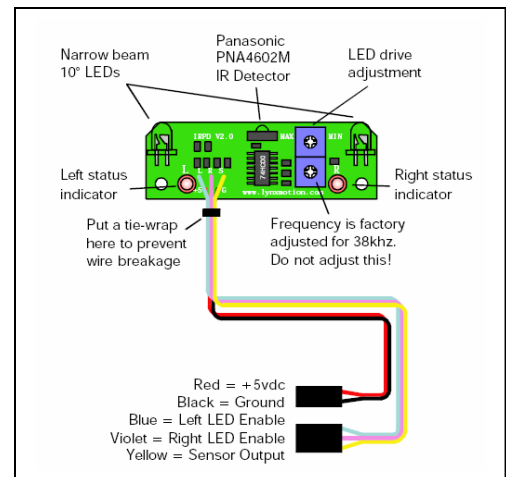 Narrow beam
10° LEDs
Panasonic
PNA4602M
IR Detector
LED drive
adjustment
IRPD V2.0
MAX
MIN
74HC00
L
L R S
R
+5
G
www.lynxmotion.com
Left status
indicator
Right status
indicator
Put a tie-wrap
here to prevent
wire breakage
Frequency is factory
adjusted for 38khz.
Do not adjust this!
Red = +5vdc
Black = Ground
Blue = Left LED Enable
Violet = Right LED Enable
Yellow = Sensor Output